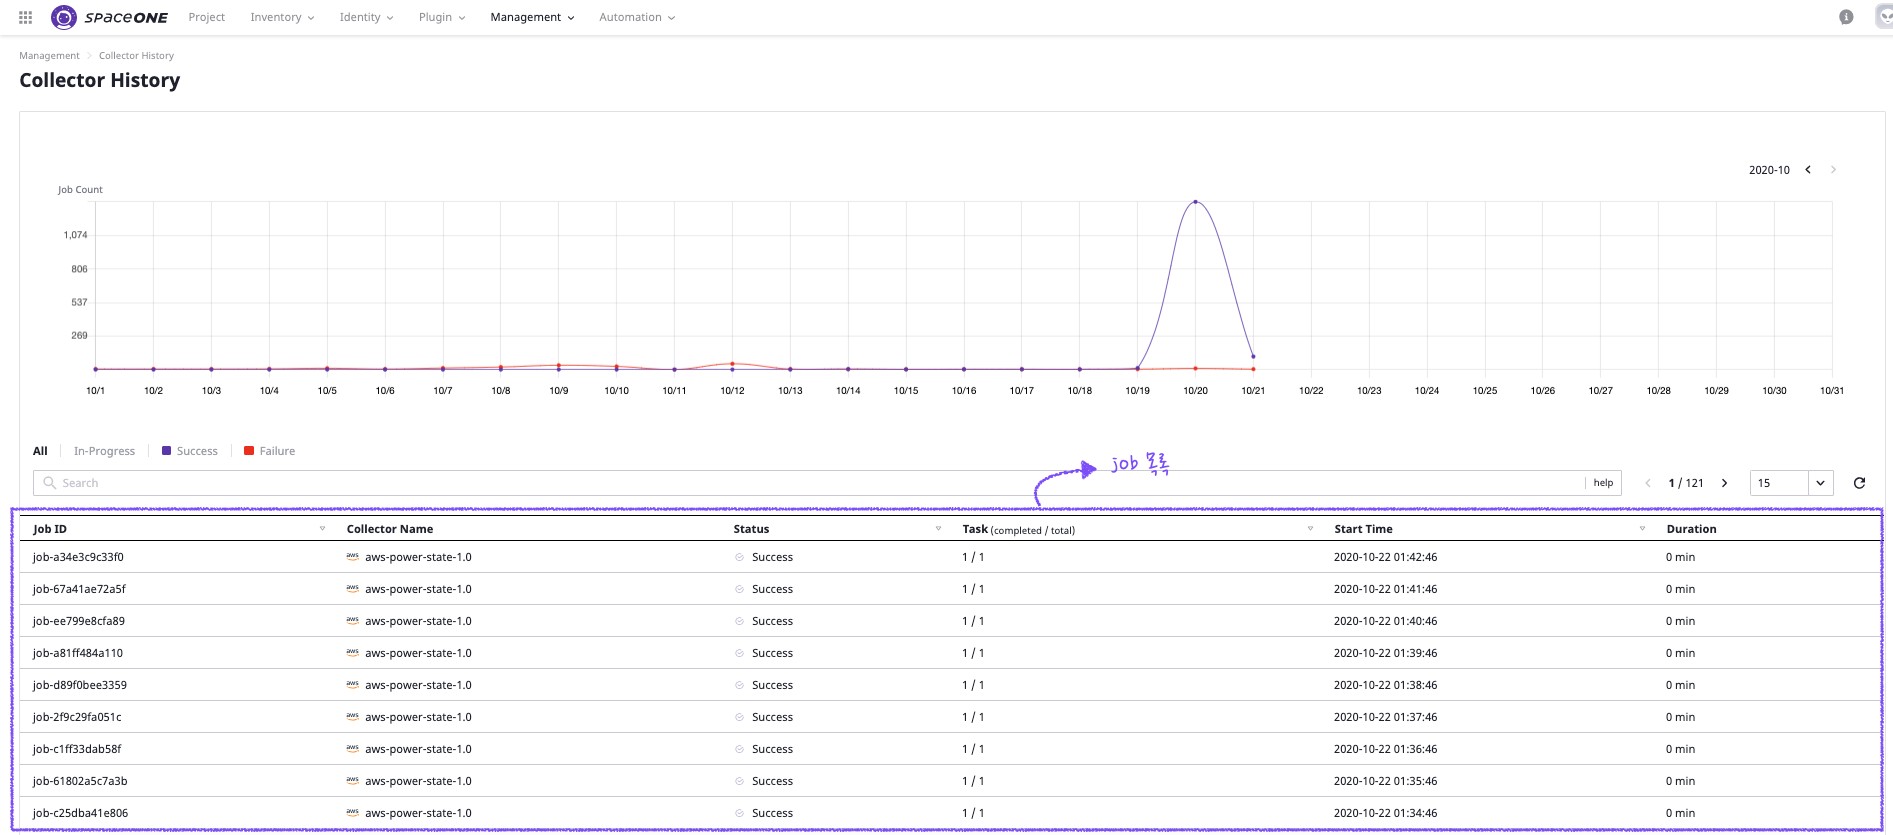 SPACEONE Project Inventory Identity Plugin Management Automation
Management Collector History
Collector History
2020-10
Job Count
1,074
806
537
269
10/1 10/2 10/3 10/4 10/5 10/6 10/7 10/8 10/9 10/10 10/11 10/12 10/13 10/14 10/15 10/16 10/17 10/18 10/19 10/20 10/21 10/22 10/23 10/24 10/25 10/26 10/27 10/28 10/29 10/30 10/31
All In-Progress Success Failure
job 목록
Search help 1 / 121 15
Job ID Collector Name Status Task (completed / total) Start Time Duration
job-a34e3c9c33f0 aws aws-power-state-1.0 Success 1 / 1 2020-10-22 01:42:46 0 min
job-67a41ae72a5f aws aws-power-state-1.0 Success 1 / 1 2020-10-22 01:41:46 0 min
job-ee799e8cfa89 aws aws-power-state-1.0 Success 1 / 1 2020-10-22 01:40:46 0 min
job-a81ff484a110 aws aws-power-state-1.0 Success 1 / 1 2020-10-22 01:39:46 0 min
job-d89f0bee3359 aws aws-power-state-1.0 Success 1 / 1 2020-10-22 01:38:46 0 min
job-2f9c29fa051c aws aws-power-state-1.0 Success 1 / 1 2020-10-22 01:37:46 0 min
job-c1ff33dab58f aws aws-power-state-1.0 Success 1 / 1 2020-10-22 01:36:46 0 min
job-61802a5c7a3b aws aws-power-state-1.0 Success 1 / 1 2020-10-22 01:35:46 0 min
job-c25dba41e806 aws aws-power-state-1.0 Success 1 / 1 2020-10-22 01:34:46 0 min